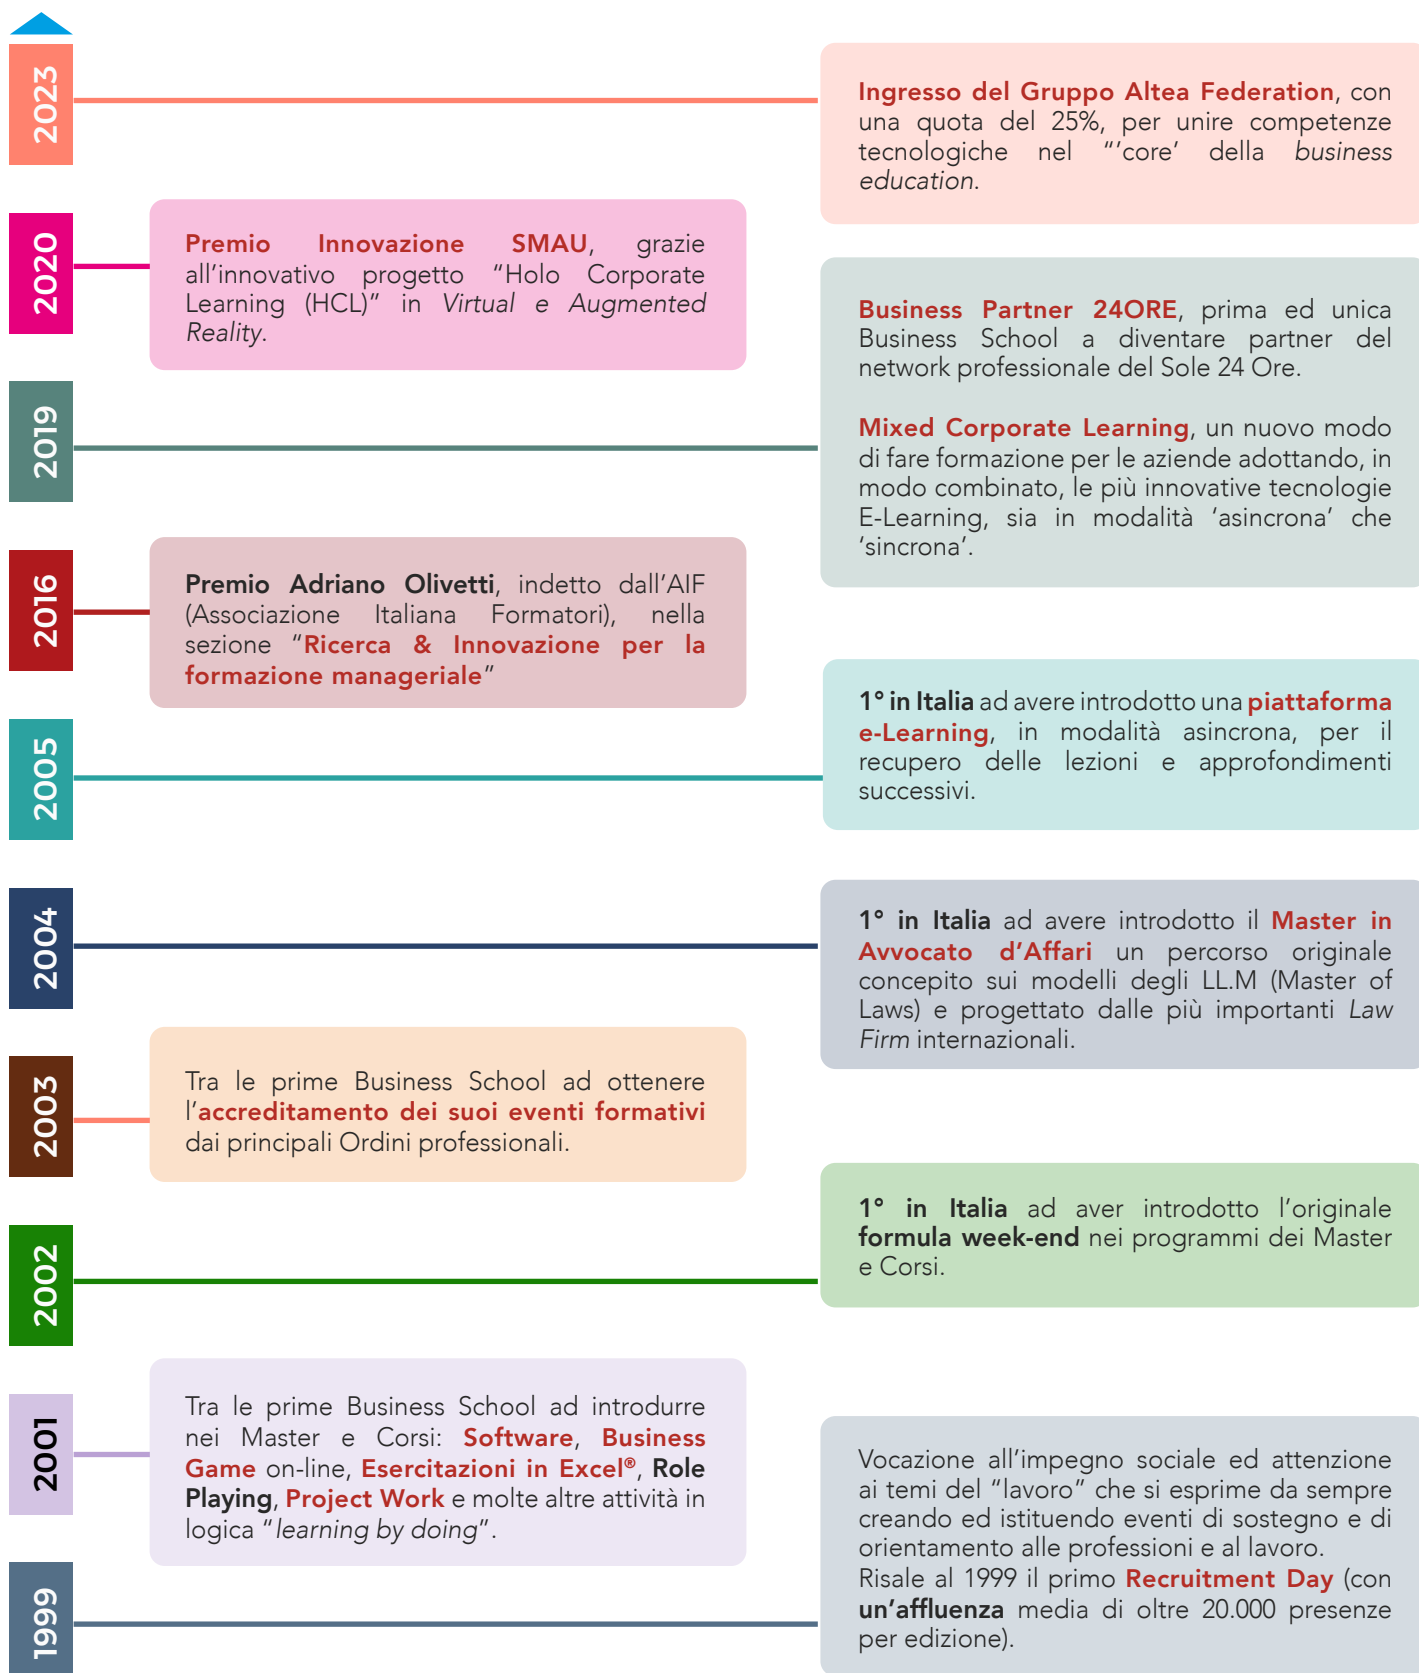 2023
Ingresso del Gruppo Altea Federation, con
una quota del 25%, per unire competenze
tecnologiche nel “‘core’ della business
education.
2020
Premio Innovazione SMAU, grazie
all’innovativo progetto “Holo Corporate
Learning (HCL)” in Virtual e Augmented
Reality.
2019
Business Partner 24ORE, prima ed unica
Business School a diventare partner del
network professionale del Sole 24 Ore.
Mixed Corporate Learning, un nuovo modo
di fare formazione per le aziende adottando, in
modo combinato, le più innovative tecnologie
E-Learning, sia in modalità ‘asincrona’ che
‘sincrona’.
2016
Premio Adriano Olivetti, indetto dall’AIF
(Associazione Italiana Formatori), nella
sezione “Ricerca & Innovazione per la
formazione manageriale”
2005
1° in Italia ad avere introdotto una piattaforma
e-Learning, in modalità asincrona, per il
recupero delle lezioni e approfondimenti
successivi.
2004
1° in Italia ad avere introdotto il Master in
Avvocato d’Affari un percorso originale
concepito sui modelli degli LL.M (Master of
Laws) e progettato dalle più importanti Law
Firm internazionali.
2003
Tra le prime Business School ad ottenere
l’accreditamento dei suoi eventi formativi
dai principali Ordini professionali.
2002
1° in Italia ad aver introdotto l’originale
formula week-end nei programmi dei Master
e Corsi.
2001
Tra le prime Business School ad introdurre
nei Master e Corsi: Software, Business
Game on-line, Esercitazioni in Excel®, Role
Playing, Project Work e molte altre attività in
logica “learning by doing”.
1999
Vocazione all’impegno sociale ed attenzione
ai temi del “lavoro” che si esprime da sempre
creando ed istituendo eventi di sostegno e di
orientamento alle professioni e al lavoro.
Risale al 1999 il primo Recruitment Day (con
un’affluenza media di oltre 20.000 presenze
per edizione).